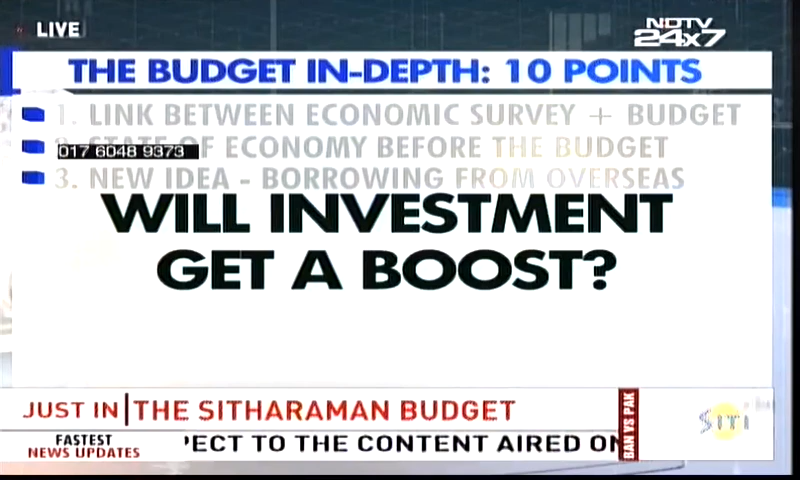 LIVE
NDTV
24x7
THE BUDGET IN-DEPTH: 10 POINTS
1. LINK BETWEEN ECONOMIC SURVEY + BUDGET
2. STATE OF ECONOMY BEFORE THE BUDGET
017 6048 9373
3. NEW IDEA - BORROWING FROM OVERSEAS
WILL INVESTMENT
GET A BOOST?
JUST IN THE SITHARAMAN BUDGET
BAN VS PAK
SITI
FASTEST
NEWS UPDATES
'ECT TO THE CONTENT AIRED ON